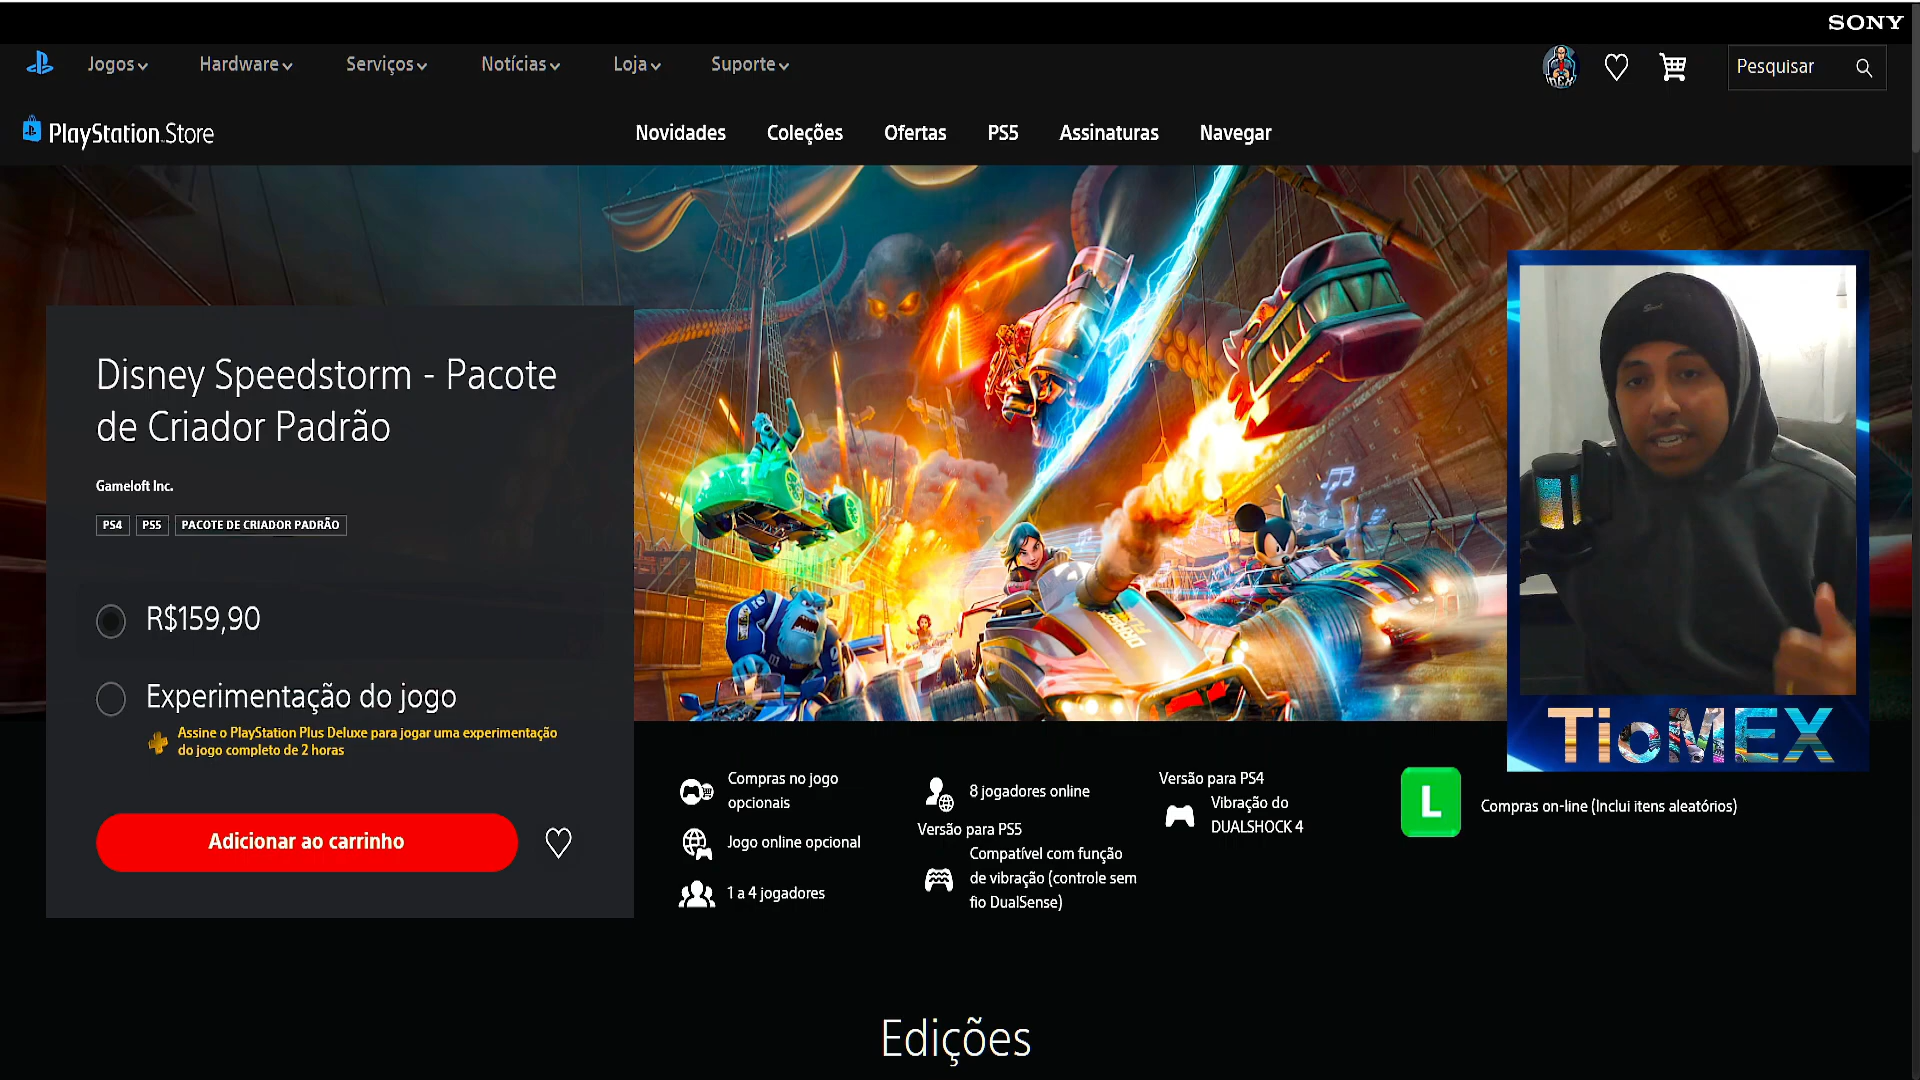 SONY
Jogos
Hardware
Serviços
Notícias
Loja
Suporte
Pesquisar
PlayStation Store
Novidades
Coleções
Ofertas
PS5
Assinaturas
Navegar
Disney Speedstorm - Pacote
de Criador Padrão
Gameloft Inc.
PS4
PS5
PACOTE DE CRIADOR PADRÃO
R$159,90
Experimentação do jogo
Assine o PlayStation Plus Deluxe para jogar uma experimentação
do jogo completo de 2 horas
Adicionar ao carrinho
TioMEX
Compras no jogo
opcionais
Jogo online opcional
1 a 4 jogadores
8 jogadores online
Versão para PS5
Compatível com função
de vibração (controle sem
fio DualSense)
Versão para PS4
Vibração do
DUALSHOCK 4
L
Compras on-line (Inclui itens aleatórios)
Edições